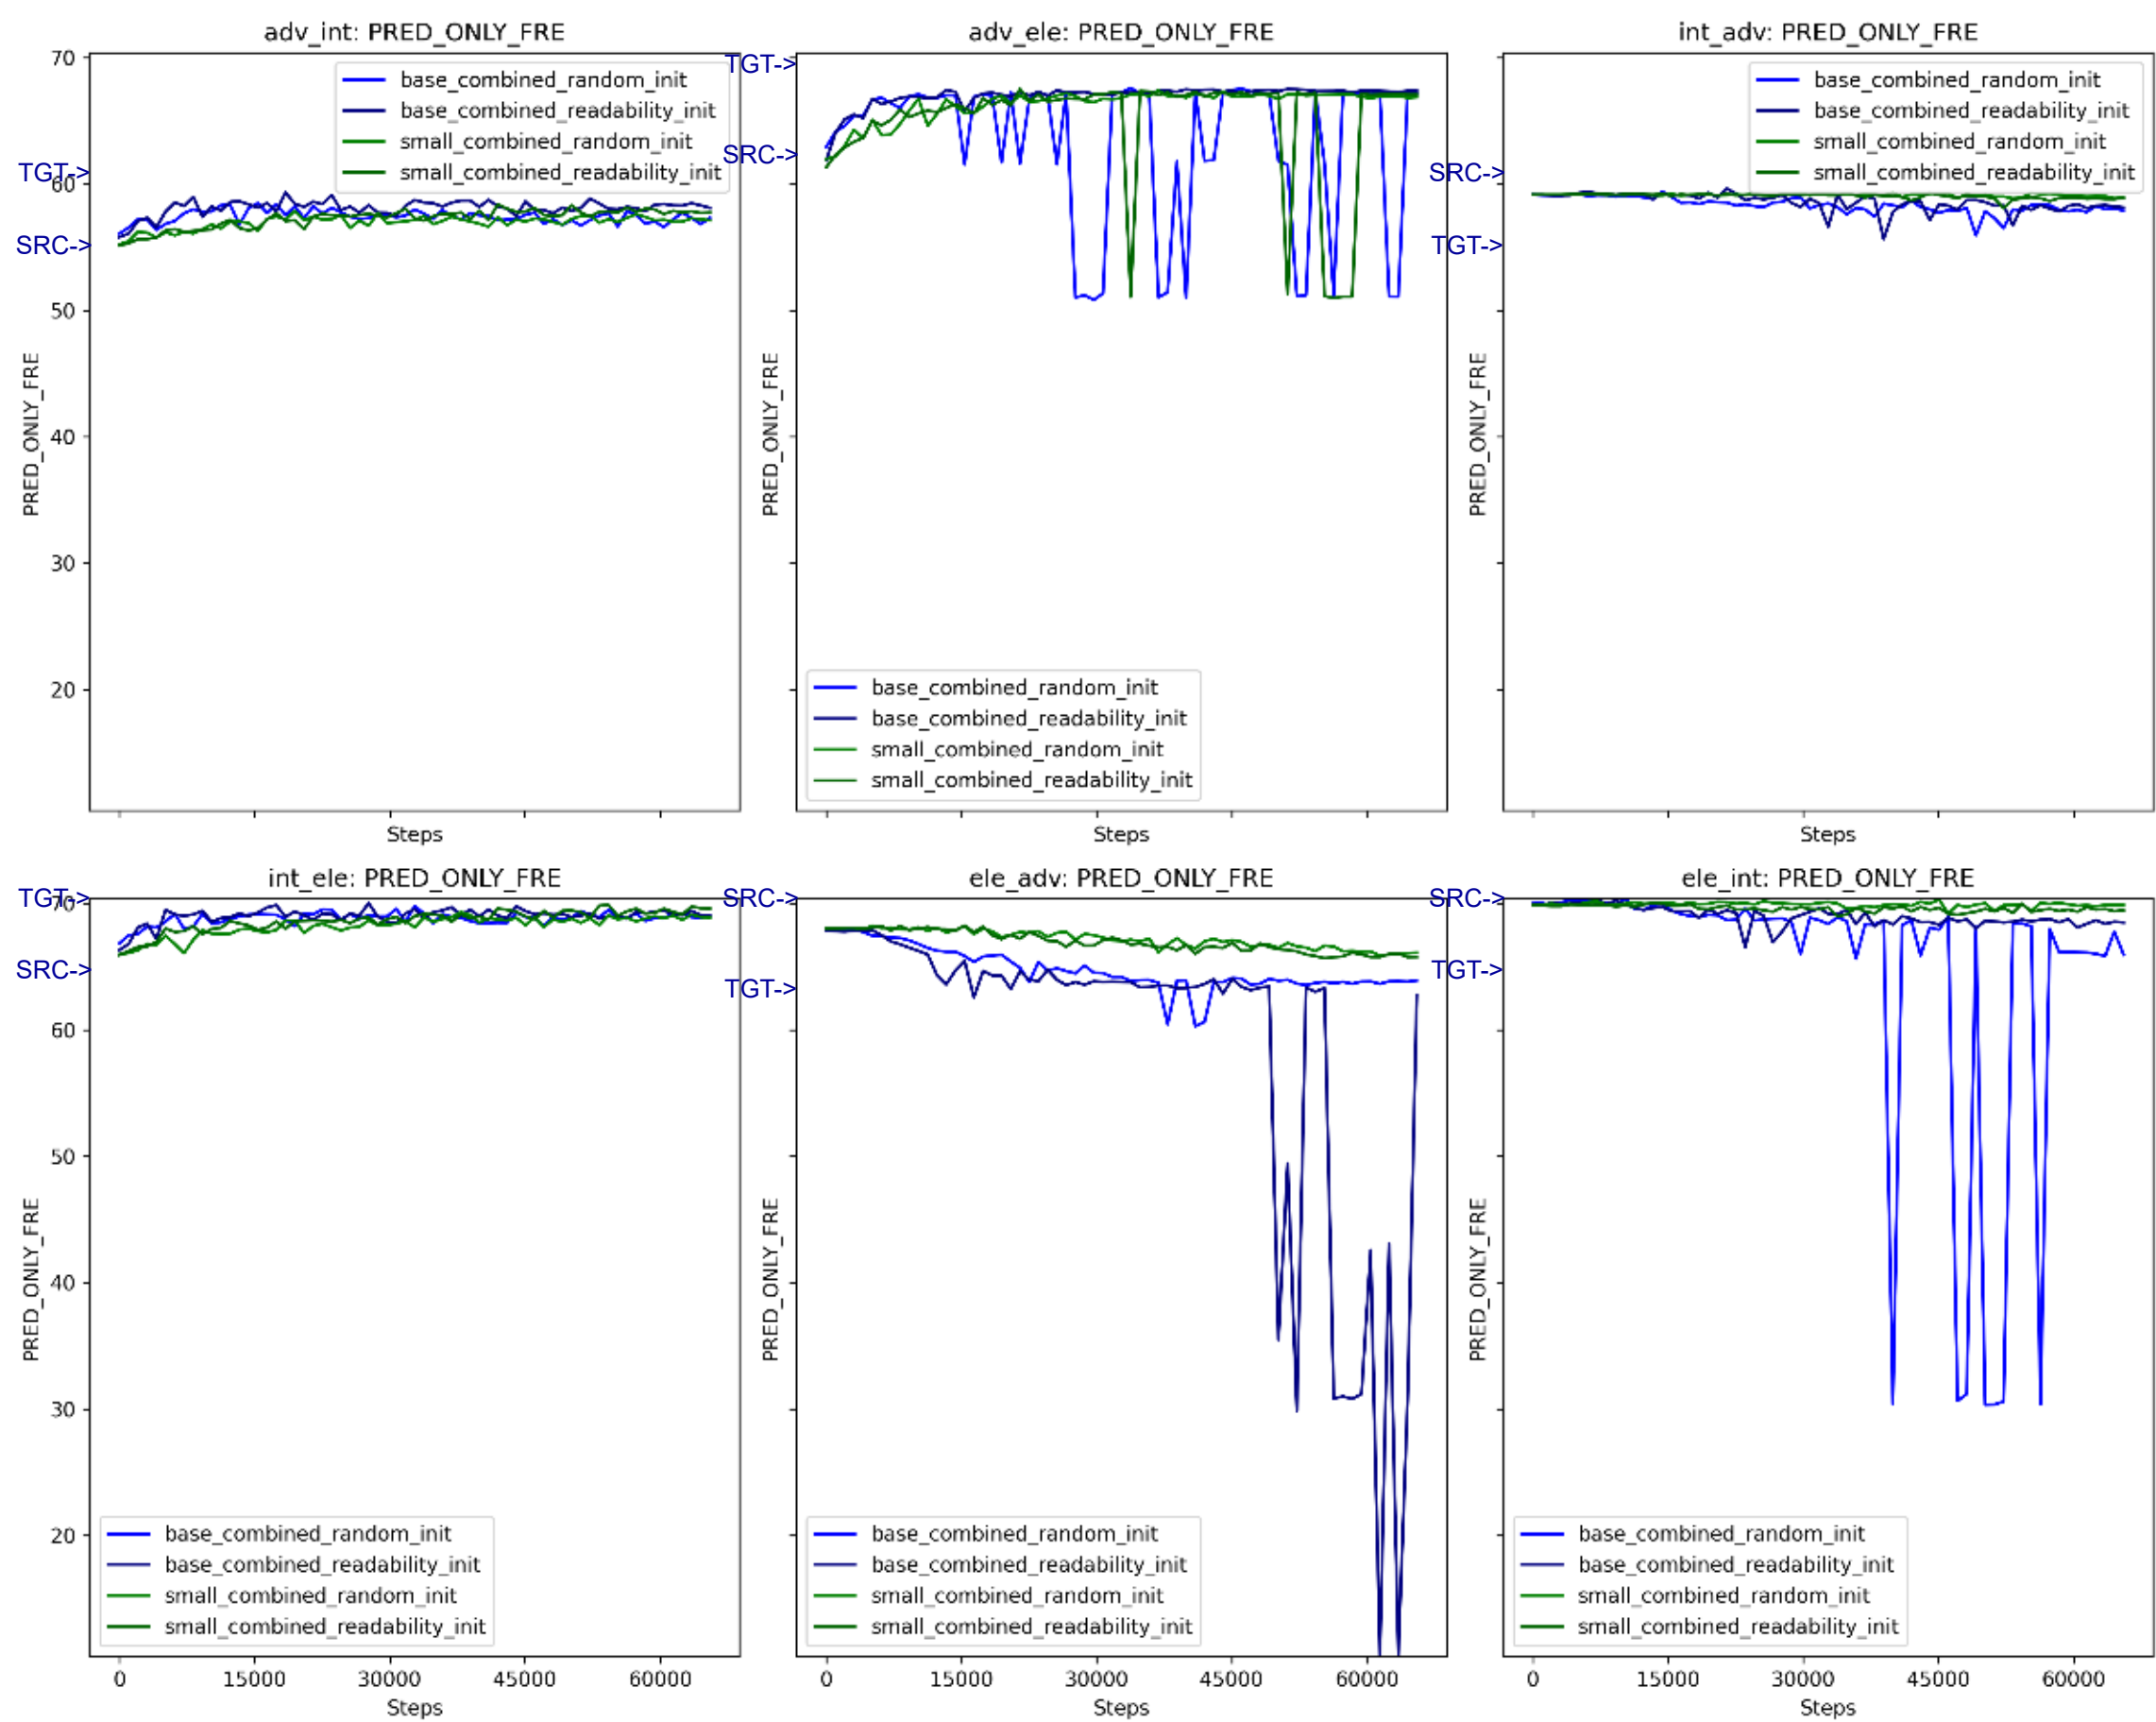 adv_int: PRED_ONLY_FRE
70
60
50
40
30
20
TGT->
SRC->
PRED_ONLY_FRE
base_combined_random_init
base_combined_readability_init
small_combined_random_init
small_combined_readability_init
Steps
adv_ele: PRED_ONLY_FRE
TGT->
SRC->
PRED_ONLY_FRE
base_combined_random_init
base_combined_readability_init
small_combined_random_init
small_combined_readability_init
Steps
int_adv: PRED_ONLY_FRE
SRC->
TGT->
PRED_ONLY_FRE
base_combined_random_init
base_combined_readability_init
small_combined_random_init
small_combined_readability_init
Steps
int_ele: PRED_ONLY_FRE
TGT->
70
SRC->
60
50
40
30
20
PRED_ONLY_FRE
base_combined_random_init
base_combined_readability_init
small_combined_random_init
small_combined_readability_init
0 15000 30000 45000 60000
Steps
ele_adv: PRED_ONLY_FRE
SRC->
TGT->
PRED_ONLY_FRE
base_combined_random_init
base_combined_readability_init
small_combined_random_init
small_combined_readability_init
0 15000 30000 45000 60000
Steps
ele_int: PRED_ONLY_FRE
SRC->
TGT->
PRED_ONLY_FRE
base_combined_random_init
base_combined_readability_init
small_combined_random_init
small_combined_readability_init
0 15000 30000 45000 60000
Steps